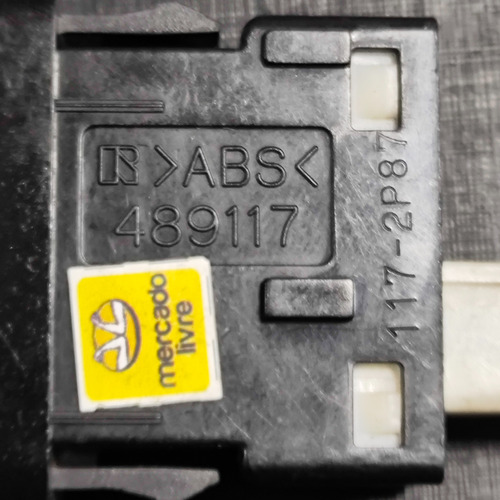 R >ABS<
489117
117-2P87
mercado
livre